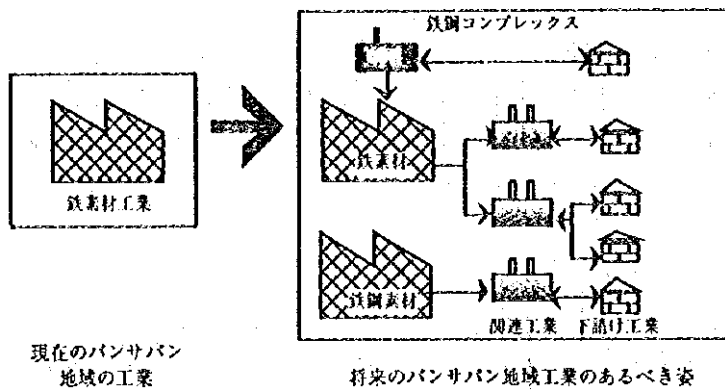 鉄鋼コンプレックス
鉄素材
鉄素材工業
鉄鋼素材
関連工業
下請け工業
現在のバンサパン
地域の工業
将来のバンサパン地域工業のあるべき姿